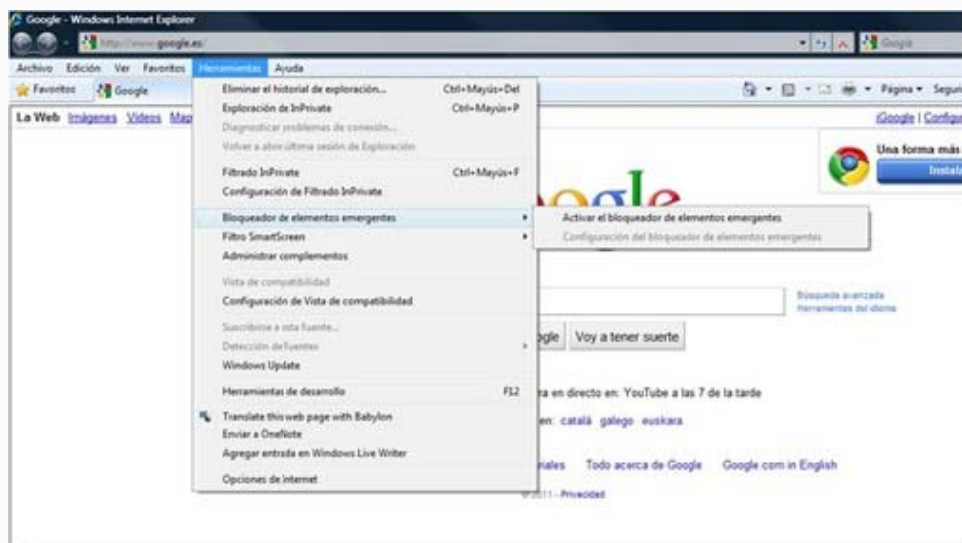 Google - Windows Internet Explorer
http://www.google.es/
Google
Archivo Edición Ver Favoritos Herramientas Ayuda
Favoritos Google
Página Seguri
La Web Imágenes Vídeos Map
iGoogle | Configur
Eliminar el historial de exploración... Ctrl+Mayús+Del
Exploración de InPrivate Ctrl+Mayús+P
Diagnosticar problemas de conexión...
Volver a abrir última sesión de Exploración
Filtrado InPrivate Ctrl+Mayús+F
Configuración de Filtrado InPrivate
Bloqueador de elementos emergentes
Filtro SmartScreen
Administrar complementos
Vista de compatibilidad
Configuración de Vista de compatibilidad
Suscribirse a esta fuente...
Detección de fuentes
Windows Update
Herramientas de desarrollo F12
Translate this web page with Babylon
Enviar a OneNote
Agregar entrada en Windows Live Writer
Opciones de Internet
Activar el bloqueador de elementos emergentes
Configuración del bloqueador de elementos emergentes
Una forma más
Instala
ogle
Búsqueda avanzada
Herramientas del idioma
ogle Voy a tener suerte
ra en directo en: YouTube a las 7 de la tarde
en: català galego euskara
riales Todo acerca de Google Google.com in English
© 2011 - Privacidad